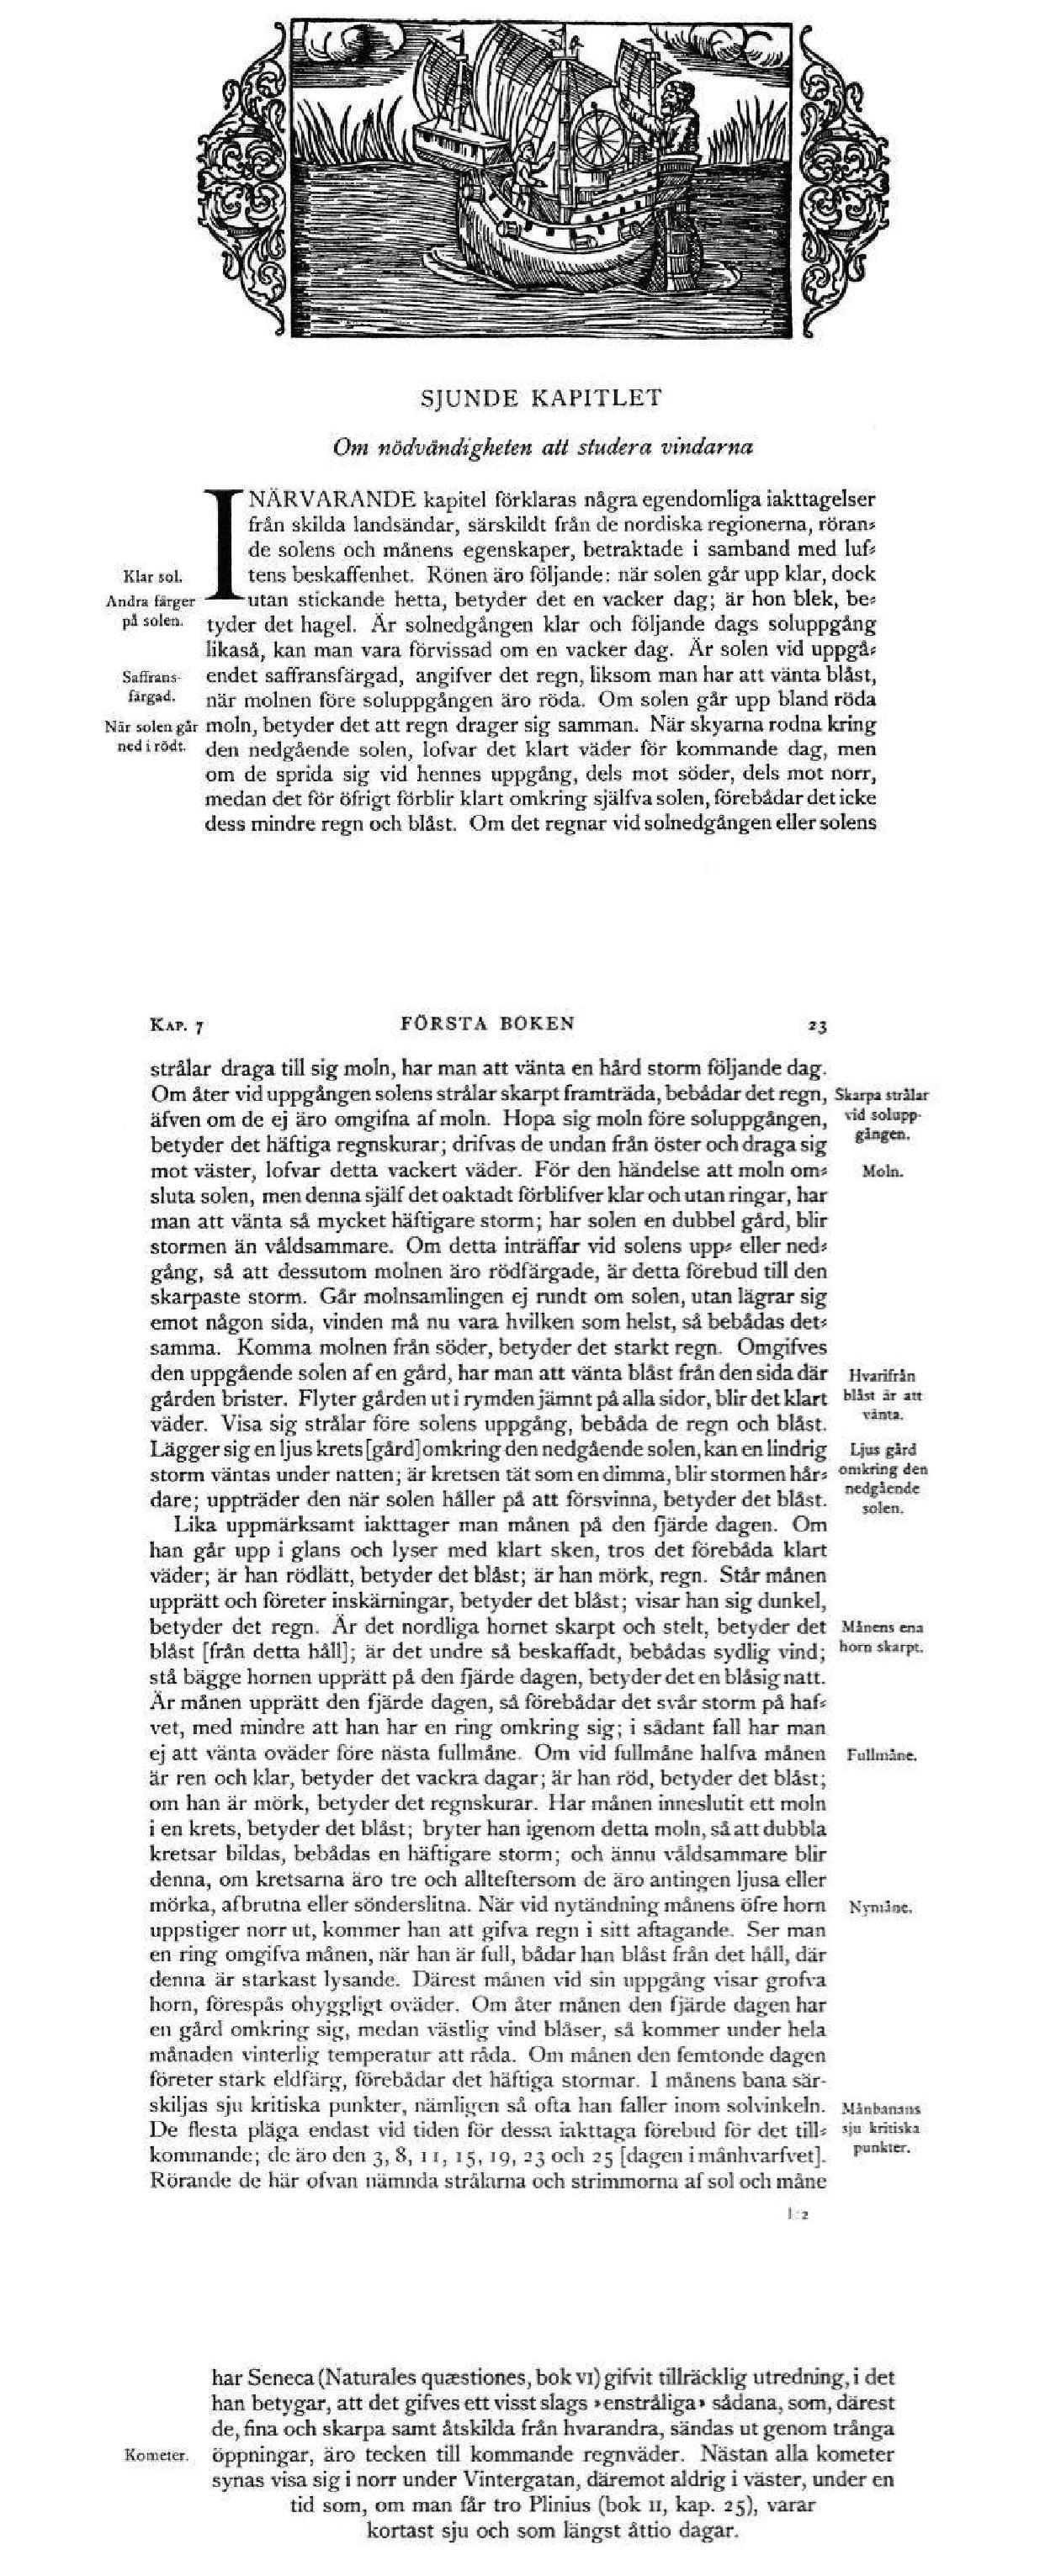 SJUNDE KAPITLET
Om nödvändigheten att studera vindarna
INÄRVARANDE kapitel förklaras några egendomliga iakttagelser
från skilda landsändar, särskildt från de nordiska regionerna, röran⸗
de solens och månens egenskaper, betraktade i samband med luf⸗
Klar sol.
tens beskaffenhet. Rönen äro följande: när solen går upp klar, dock
Andra färger
utan stickande hetta, betyder det en vacker dag; är hon blek, be⸗
på solen.
tyder det hagel. Är solnedgången klar och följande dags soluppgång
likaså, kan man vara förvissad om en vacker dag. Är solen vid uppgå⸗
Saffrans-
endet saffransfärgad, angifver det regn, liksom man har att vänta blåst,
färgad.
när molnen före soluppgången äro röda. Om solen går upp bland röda
När solen går
moln, betyder det att regn drager sig samman. När skyarna rodna kring
ned i rödt.
den nedgående solen, lofvar det klart väder för kommande dag, men
om de sprida sig vid hennes uppgång, dels mot söder, dels mot norr,
medan det för öfrigt förblir klart omkring själfva solen, förebådar det icke
dess mindre regn och blåst. Om det regnar vid solnedgången eller solens
KAP. 7
FÖRSTA BOKEN
23
strålar draga till sig moln, har man att vänta en hård storm följande dag.
Om åter vid uppgången solens strålar skarpt framträda, bebådar det regn,
Skarpa strålar
äfven om de ej äro omgifna af moln. Hopa sig moln före soluppgången,
vid solupp-
betyder det häftiga regnskurar; drifvas de undan från öster och draga sig
gången.
mot väster, lofvar detta vackert väder. För den händelse att moln om⸗
Moln.
sluta solen, men denna själf det oaktadt förblifver klar och utan ringar, har
man att vänta så mycket häftigare storm; har solen en dubbel gård, blir
stormen än våldsammare. Om detta inträffar vid solens upp⸗ eller ned⸗
gång, så att dessutom molnen äro rödfärgade, är detta förebud till den
skarpaste storm. Går molnsamlingen ej rundt om solen, utan lägrar sig
emot någon sida, vinden må nu vara hvilken som helst, så bebådas det⸗
samma. Komma molnen från söder, betyder det starkt regn. Omgifves
den uppgående solen af en gård, har man att vänta blåst från den sida där
Hvarifrån
gården brister. Flyter gården ut i rymden jämnt på alla sidor, blir det klart
blåst är att
väder. Visa sig strålar före solens uppgång, bebåda de regn och blåst.
vänta.
Lägger sig en ljus krets [gård] omkring den nedgående solen, kan en lindrig
Ljus gård
storm väntas under natten; är kretsen tät som en dimma, blir stormen hår⸗
omkring den
dare; uppträder den när solen håller på att försvinna, betyder det blåst.
nedgående
solen.
Lika uppmärksamt iakttager man månen på den fjärde dagen. Om
han går upp i glans och lyser med klart sken, tros det förebåda klart
väder; är han rödlätt, betyder det blåst; är han mörk, regn. Står månen
upprätt och företer inskärningar, betyder det blåst; visar han sig dunkel,
betyder det regn. Är det nordliga hornet skarpt och stelt, betyder det
Månens ena
blåst [från detta håll]; är det undre så beskaffadt, bebådas sydlig vind;
horn skarpt.
stå bägge hornen upprätt på den fjärde dagen, betyder det en blåsig natt.
Är månen upprätt den fjärde dagen, så förebådar det svår storm på haf⸗
vet, med mindre att han har en ring omkring sig; i sådant fall har man
ej att vänta oväder före nästa fullmåne. Om vid fullmåne halfva månen
Fullmåne.
är ren och klar, betyder det vackra dagar; är han röd, betyder det blåst;
om han är mörk, betyder det regnskurar. Har månen inneslutit ett moln
i en krets, betyder det blåst; bryter han igenom detta moln, så att dubbla
kretsar bildas, bebådas en häftigare storm; och ännu våldsammare blir
denna, om kretsarna äro tre och allteftersom de äro antingen ljusa eller
mörka, afbrutna eller sönderslitna. När vid nytändning månens öfre horn
Nymåne.
uppstiger norr ut, kommer han att gifva regn i sitt aftagande. Ser man
en ring omgifva månen, när han är full, bådar han blåst från det håll, där
denna är starkast lysande. Därest månen vid sin uppgång visar grofva
horn, förespås ohyggligt oväder. Om åter månen den fjärde dagen har
en gård omkring sig, medan västlig vind blåser, så kommer under hela
månaden vinterlig temperatur att råda. Om månen den femtonde dagen
företer stark eldfärg, förebådar det häftiga stormar. I månens bana sär-
skiljas sju kritiska punkter, nämligen så ofta han faller inom solvinkeln.
Månbanans
De flesta pläga endast vid tiden för dessa iakttaga förebud för det till⸗
sju kritiska
kommande; de äro den 3, 8, 11, 15, 19, 23 och 25 [dagen i månhvarfvet].
punkter.
Rörande de här ofvan nämnda strålarna och strimmorna af sol och måne
I:2
har Seneca (Naturales quæstiones, bok VI) gifvit tillräcklig utredning, i det
han betygar, att det gifves ett visst slags »enstråliga» sådana, som, därest
de, fina och skarpa samt åtskilda från hvarandra, sändas ut genom trånga
Kometer.
öppningar, äro tecken till kommande regnväder. Nästan alla kometer
synas visa sig i norr under Vintergatan, däremot aldrig i väster, under en
tid som, om man får tro Plinius (bok II, kap. 25), varar
kortast sju och som längst åttio dagar.